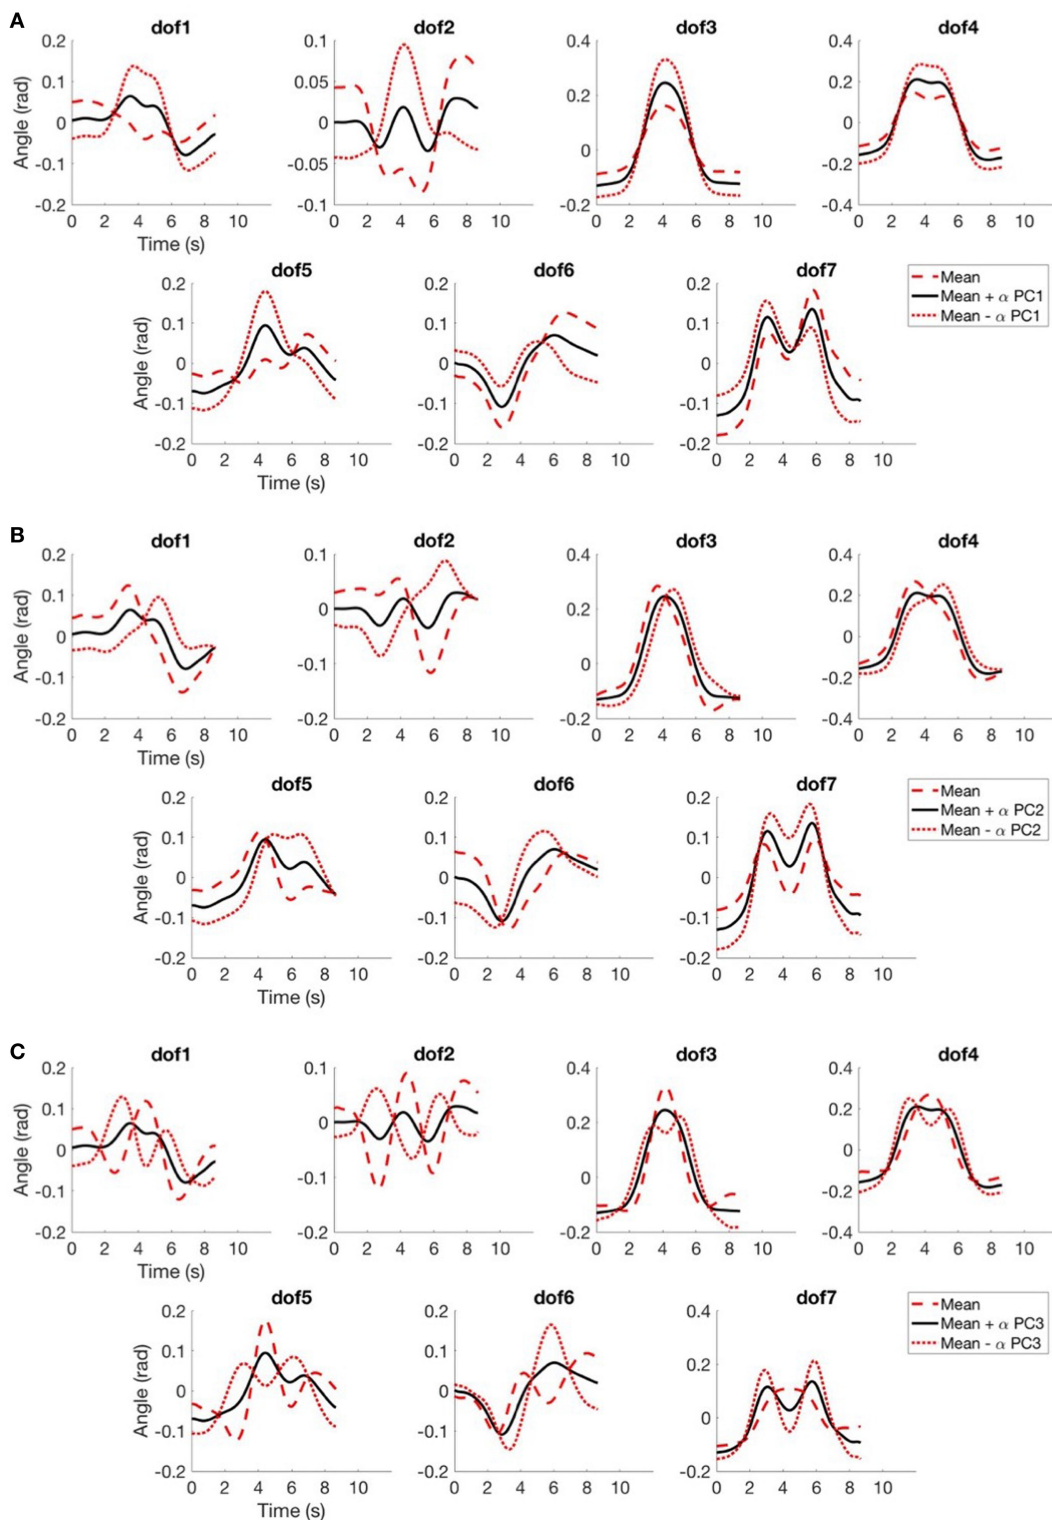 A
dof1
dof2
dof3
dof4
Angle (rad)
0.2
0.1
0
-0.1
-0.2
0 2 4 6 8 10
Time (s)
0.1
0.05
0
-0.05
-0.1
0 2 4 6 8 10
0.4
0.2
0
-0.2
0 2 4 6 8 10
0.4
0.2
0
-0.2
-0.4
0 2 4 6 8 10
dof5
dof6
dof7
Angle (rad)
0.2
0.1
0
-0.1
-0.2
0 2 4 6 8 10
Time (s)
0.2
0.1
0
-0.1
-0.2
0 2 4 6 8 10
0.2
0.1
0
-0.1
-0.2
0 2 4 6 8 10
Mean
Mean + α PC1
Mean - α PC1
B
dof1
dof2
dof3
dof4
Angle (rad)
0.2
0.1
0
-0.1
-0.2
0 2 4 6 8 10
Time (s)
0.1
0
-0.1
-0.2
0 2 4 6 8 10
0.4
0.2
0
-0.2
0 2 4 6 8 10
0.4
0.2
0
-0.2
-0.4
0 2 4 6 8 10
dof5
dof6
dof7
Angle (rad)
0.2
0.1
0
-0.1
-0.2
0 2 4 6 8 10
Time (s)
0.2
0.1
0
-0.1
-0.2
0 2 4 6 8 10
0.2
0.1
0
-0.1
-0.2
0 2 4 6 8 10
Mean
Mean + α PC2
Mean - α PC2
C
dof1
dof2
dof3
dof4
Angle (rad)
0.2
0.1
0
-0.1
-0.2
0 2 4 6 8 10
Time (s)
0.1
0
-0.1
-0.2
0 2 4 6 8 10
0.4
0.2
0
-0.2
0 2 4 6 8 10
0.4
0.2
0
-0.2
-0.4
0 2 4 6 8 10
dof5
dof6
dof7
Angle (rad)
0.2
0.1
0
-0.1
-0.2
0 2 4 6 8 10
Time (s)
0.2
0.1
0
-0.1
-0.2
0 2 4 6 8 10
0.4
0.2
0
-0.2
0 2 4 6 8 10
Mean
Mean + α PC3
Mean - α PC3